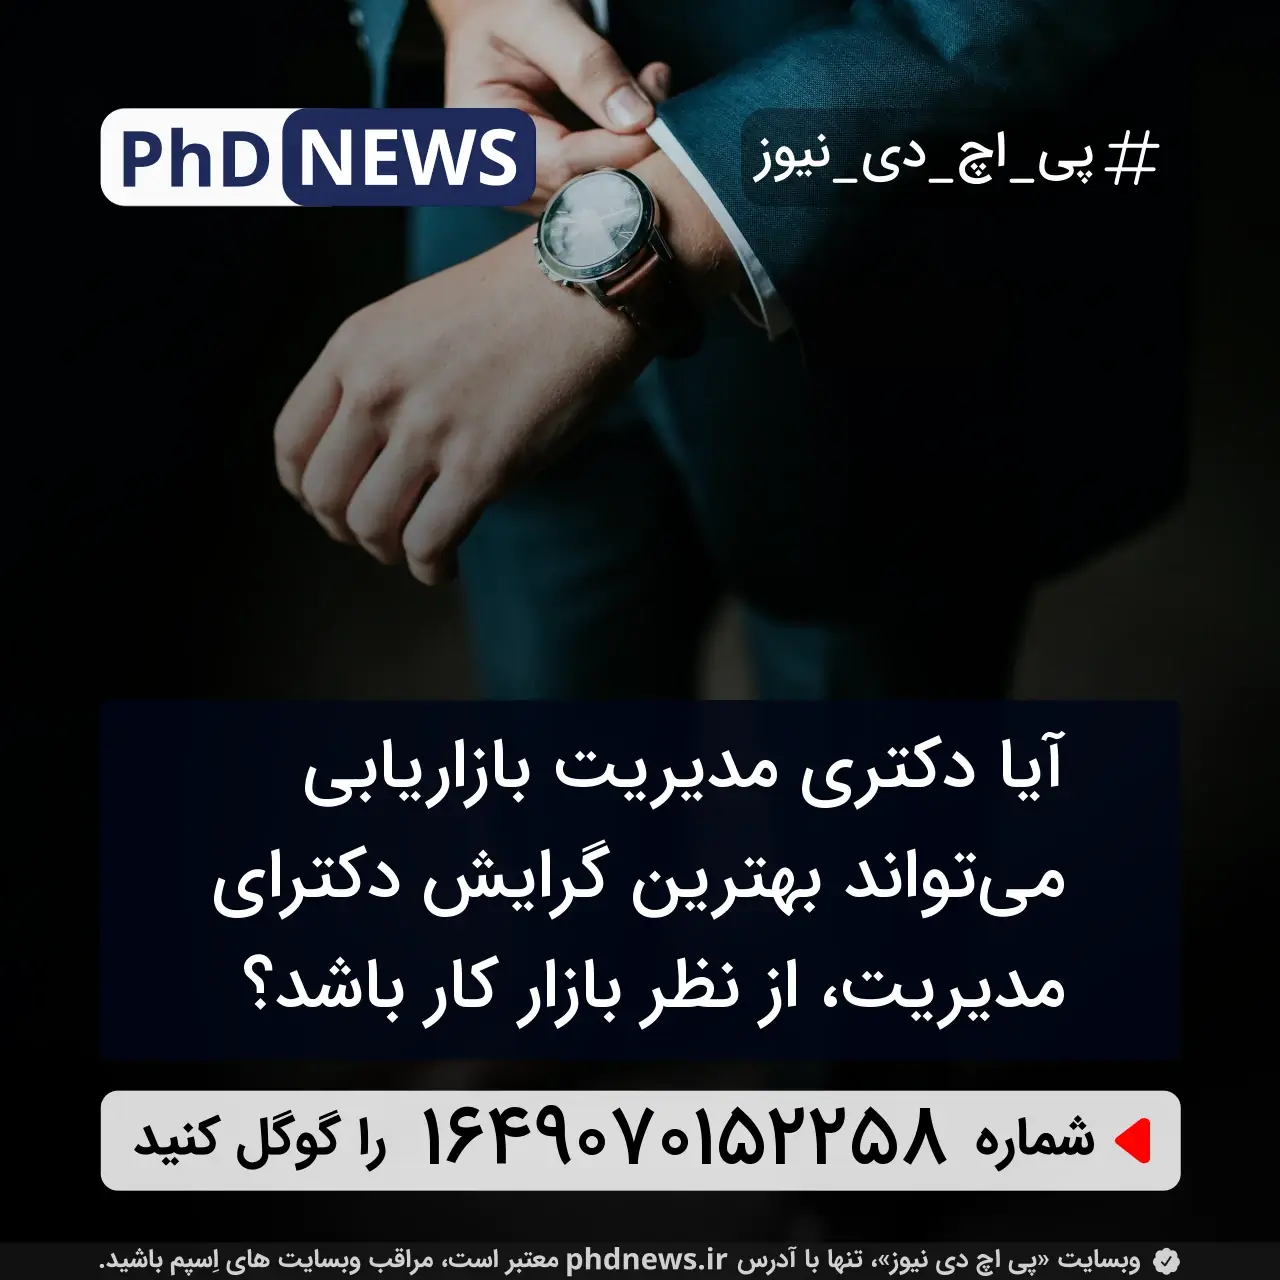 PhD NEWS
#پی_اچ_دی_نیوز
آیا دکتری مدیریت بازاریابی
می‌تواند بهترین گرایش دکترای
مدیریت، از نظر بازار کار باشد؟
شماره ۱۶۴۹۰۷۰۱۵۲۲۵۸ را گوگل کنید
وبسایت «پی اچ دی نیوز»، تنها با آدرس phdnews.ir معتبر است، مراقب وبسایت های اِسپم باشید.